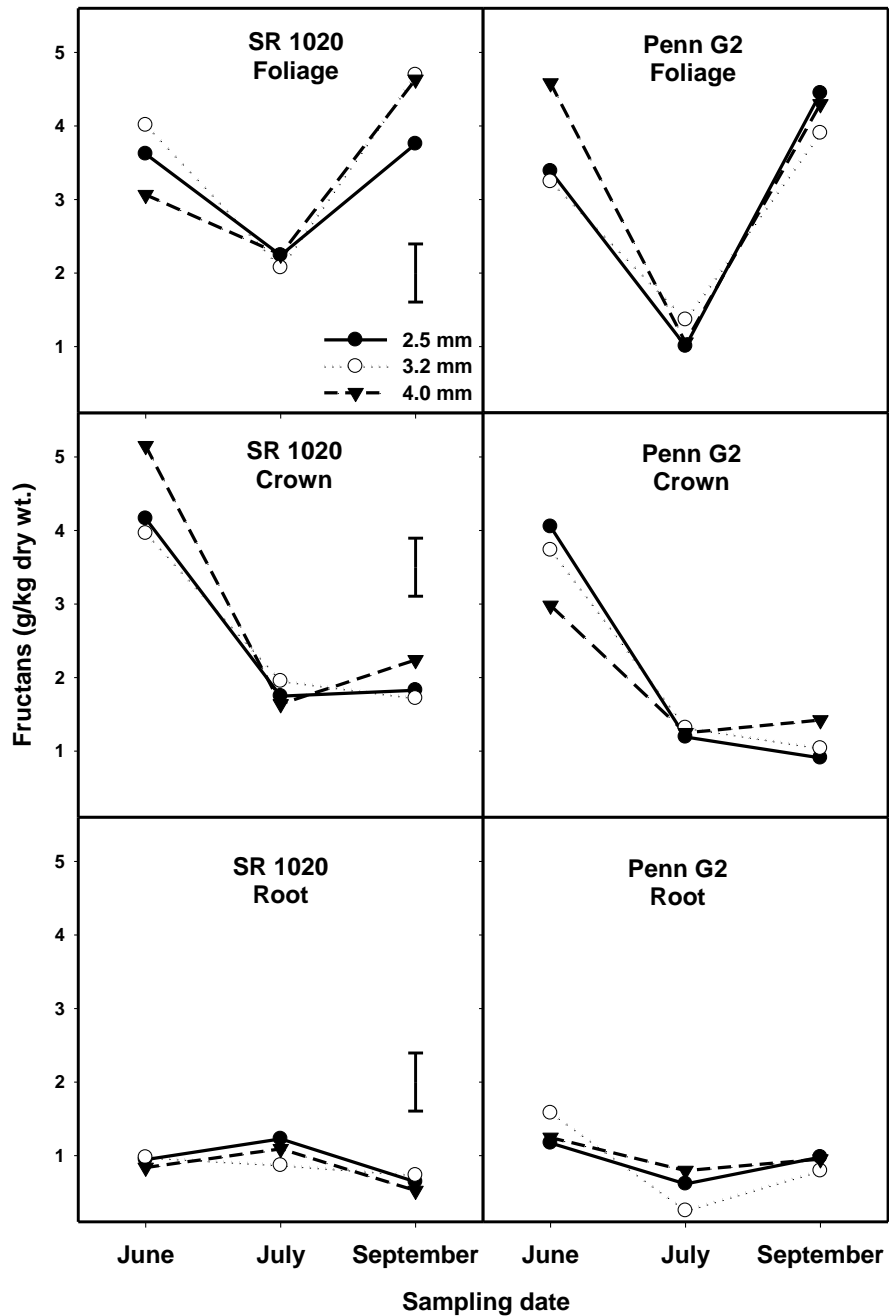 SR 1020
Foliage
Penn G2
Foliage
5
4
3
2
1
2.5 mm
3.2 mm
4.0 mm
SR 1020
Crown
Penn G2
Crown
5
4
3
2
1
SR 1020
Root
Penn G2
Root
5
4
3
2
1
Fructans (g/kg dry wt.)
June July September June July September
Sampling date